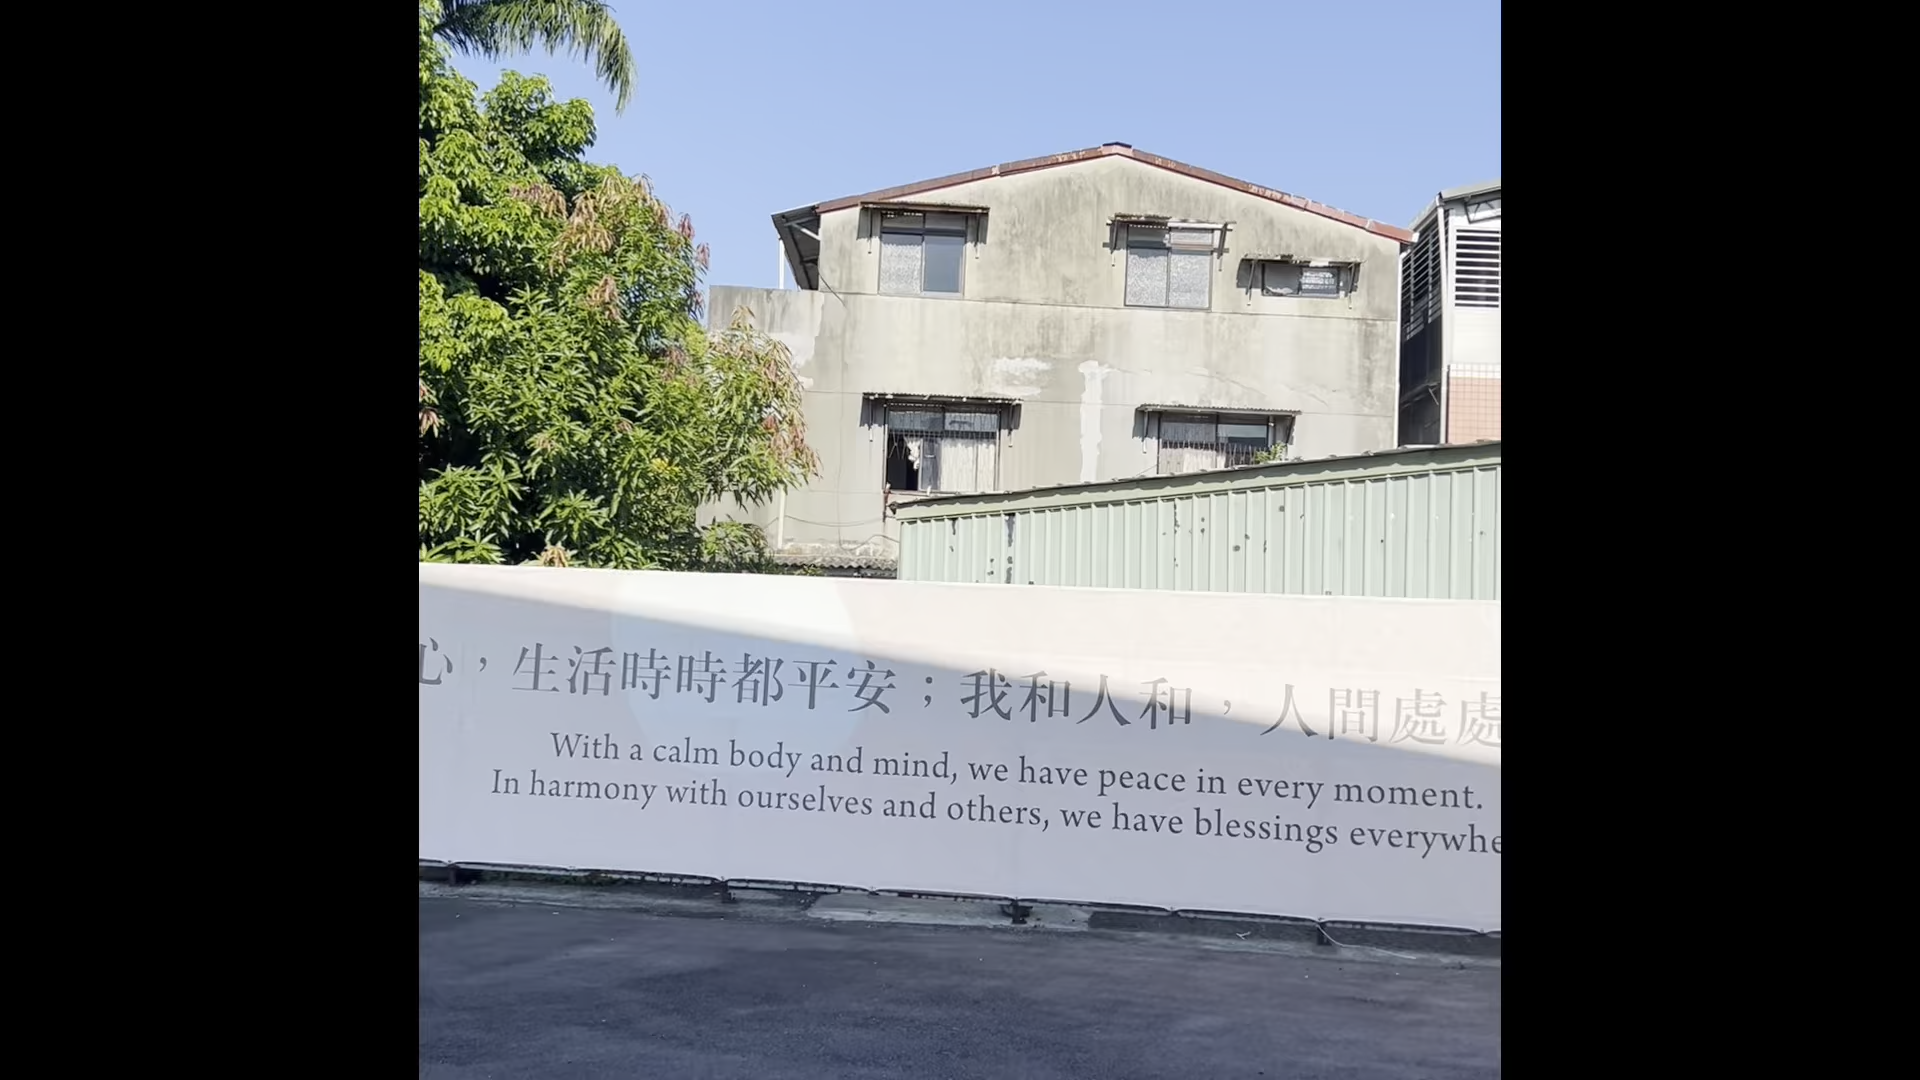 心，生活時時都平安；我和人和，人間處處
With a calm body and mind, we have peace in every moment.
In harmony with ourselves and others, we have blessings everywhe